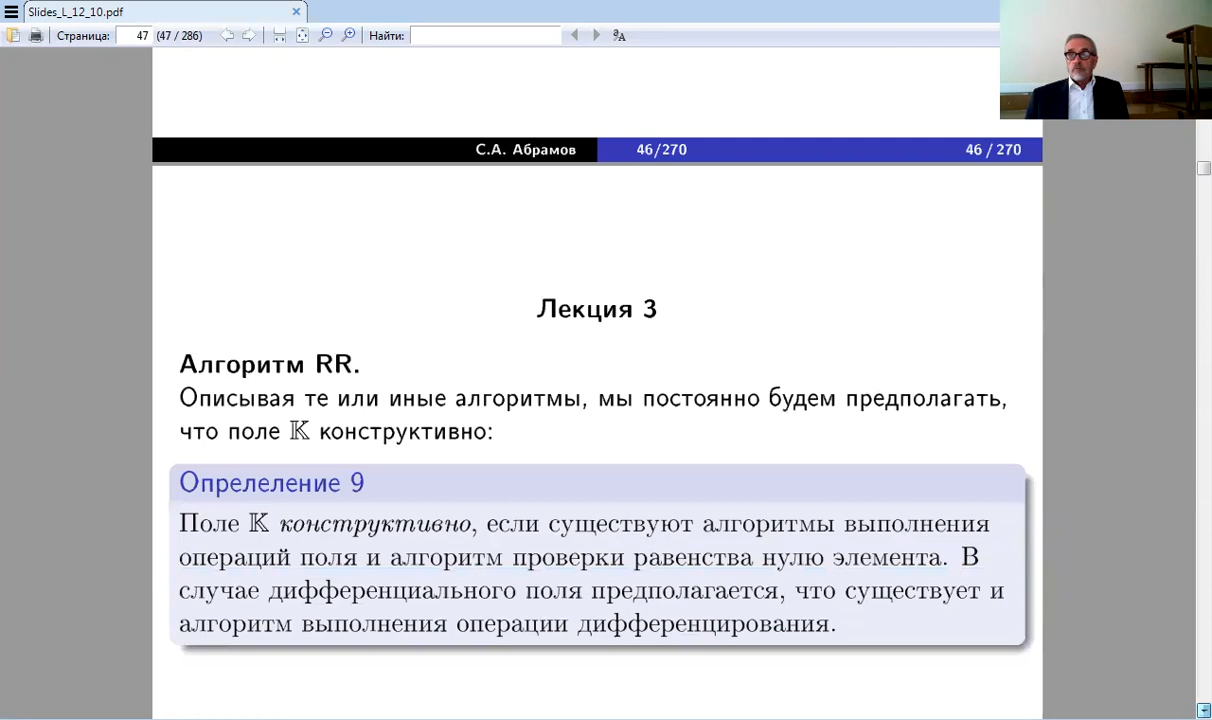 Slides_L_12_10.pdf
Страница: 47 (47 / 286) Найти:
С.А. Абрамов 46/270 46 / 270
Лекция 3
Алгоритм RR.
Описывая те или иные алгоритмы, мы постоянно будем предполагать,
что поле 𝕂 конструктивно:
Опрелеление 9
Поле 𝕂 конструктивно, если существуют алгоритмы выполнения
операций поля и алгоритм проверки равенства нулю элемента. В
случае дифференциального поля предполагается, что существует и
алгоритм выполнения операции дифференцирования.